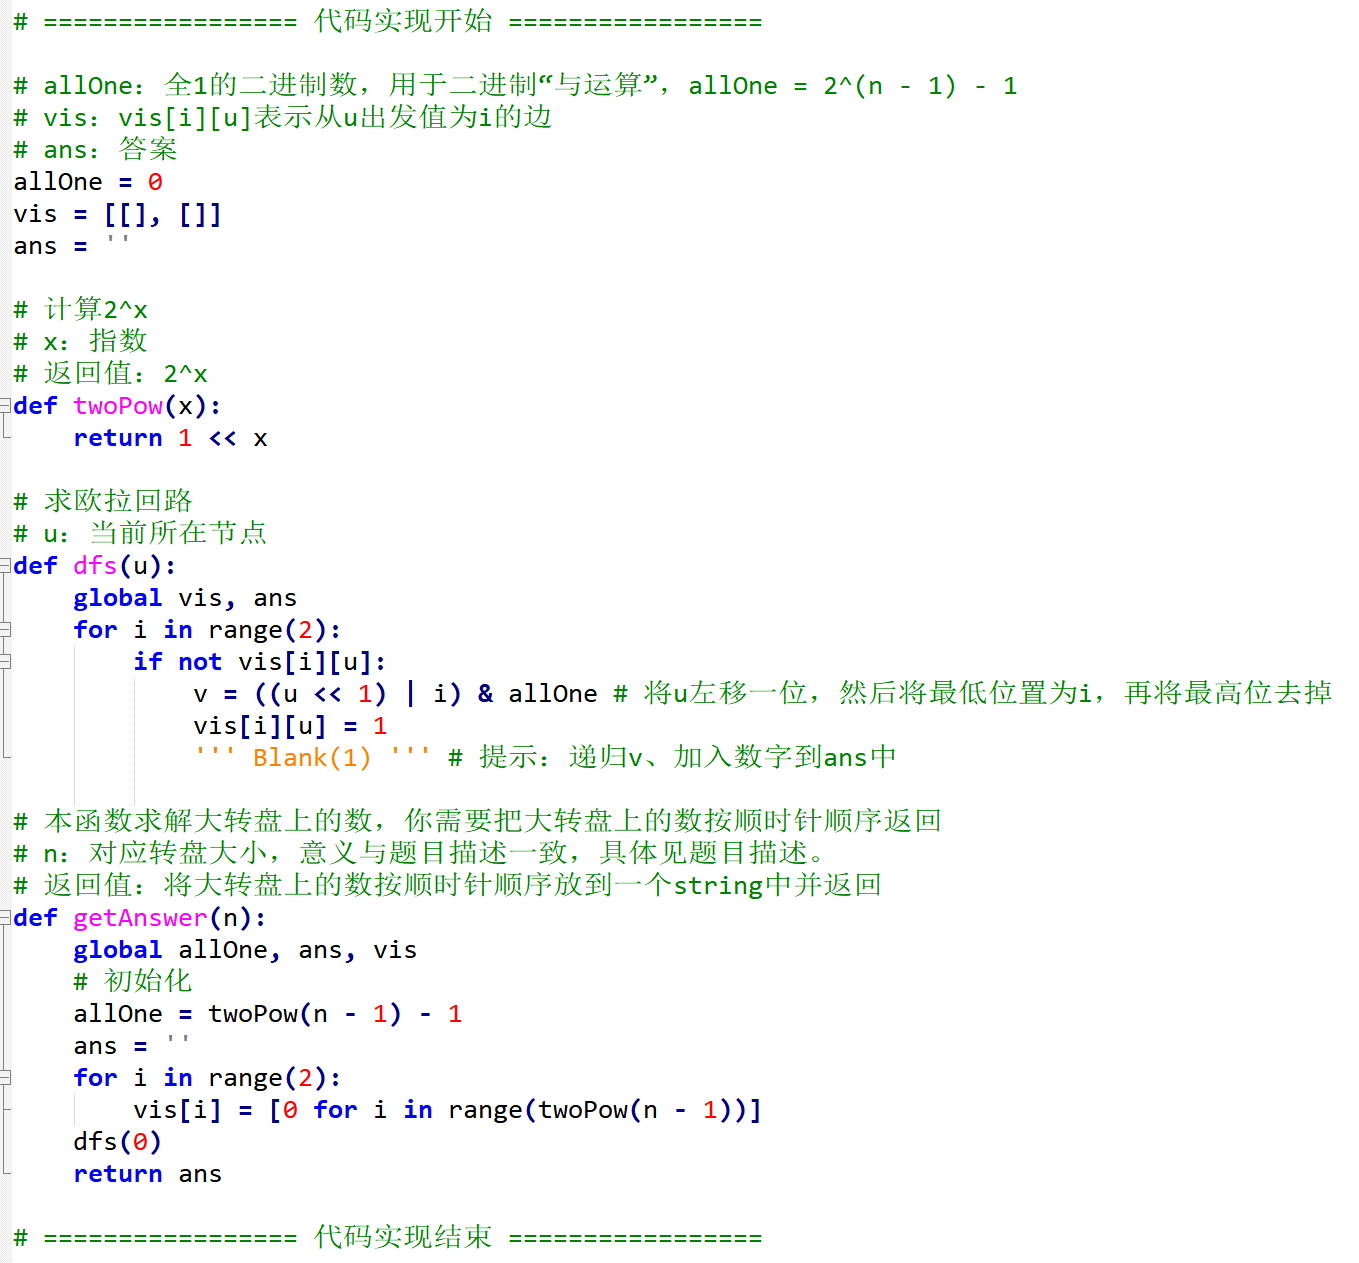 # ================= 代码实现开始 =================
# allOne：全1的二进制数，用于二进制“与运算”，allOne = 2^(n - 1) - 1
# vis：vis[i][u]表示从u出发值为i的边
# ans：答案
allOne = 0
vis = [[], []]
ans = ''
# 计算2^x
# x：指数
# 返回值：2^x
def twoPow(x):
    return 1 << x
# 求欧拉回路
# u：当前所在节点
def dfs(u):
    global vis, ans
    for i in range(2):
        if not vis[i][u]:
            v = ((u << 1) | i) & allOne # 将u左移一位，然后将最低位置为i，再将最高位去掉
            vis[i][u] = 1
            ''' Blank(1) ''' # 提示：递归v、加入数字到ans中
# 本函数求解大转盘上的数，你需要把大转盘上的数按顺时针顺序返回
# n：对应转盘大小，意义与题目描述一致，具体见题目描述。
# 返回值：将大转盘上的数按顺时针顺序放到一个string中并返回
def getAnswer(n):
    global allOne, ans, vis
    # 初始化
    allOne = twoPow(n - 1) - 1
    ans = ''
    for i in range(2):
        vis[i] = [0 for i in range(twoPow(n - 1))]
    dfs(0)
    return ans
# ================= 代码实现结束 =================